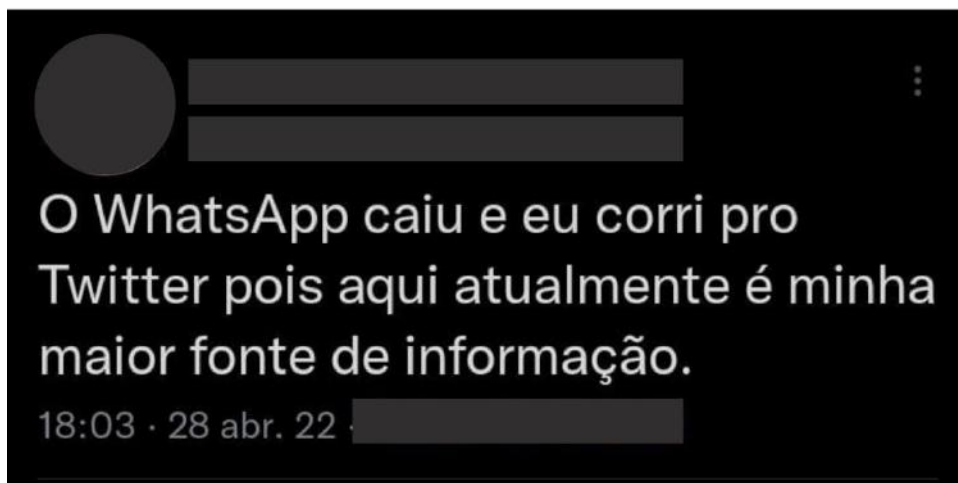 O WhatsApp caiu e eu corri pro
Twitter pois aqui atualmente é minha
maior fonte de informação.
18:03 · 28 abr. 22 ·